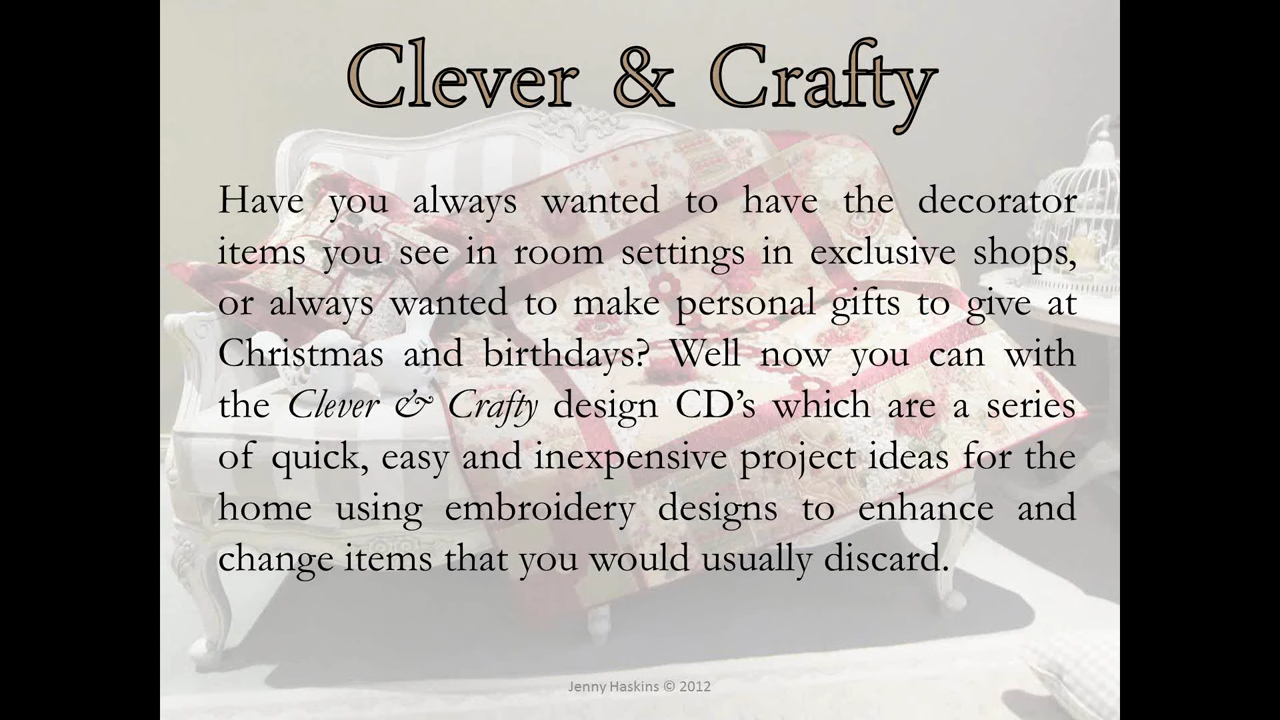 Clever & Crafty
Have you always wanted to have the decorator
items you see in room settings in exclusive shops,
or always wanted to make personal gifts to give at
Christmas and birthdays? Well now you can with
the Clever & Crafty design CD’s which are a series
of quick, easy and inexpensive project ideas for the
home using embroidery designs to enhance and
change items that you would usually discard.
Jenny Haskins © 2012